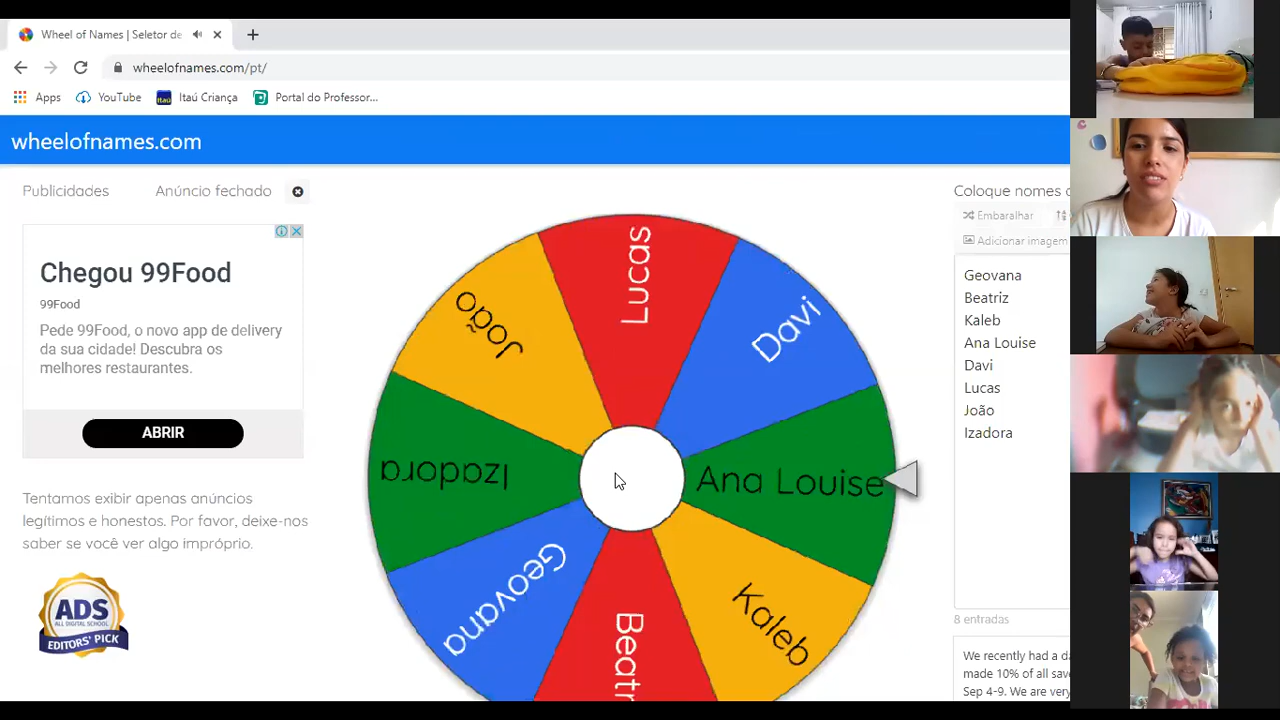 Wheel of Names | Seletor de
wheelofnames.com/pt/
Apps
YouTube
Itaú Criança
Portal do Professor...
wheelofnames.com
Publicidades
Anúncio fechado
Chegou 99Food
99Food
Pede 99Food, o novo app de delivery
da sua cidade! Descubra os
melhores restaurantes.
ABRIR
Tentamos exibir apenas anúncios
legítimos e honestos. Por favor, deixe-nos
saber se você ver algo impróprio.
ADS
ALL DIGITAL SCHOOL
EDITORS' PICK
Lucas
Davi
Ana Louise
Kaleb
Beatr
Geovana
Izadora
João
Coloque nomes
Embaralhar
Adicionar imagem
Geovana
Beatriz
Kaleb
Ana Louise
Davi
Lucas
João
Izadora
8 entradas
We recently had a da
made 10% of all save
Sep 4-9. We are very